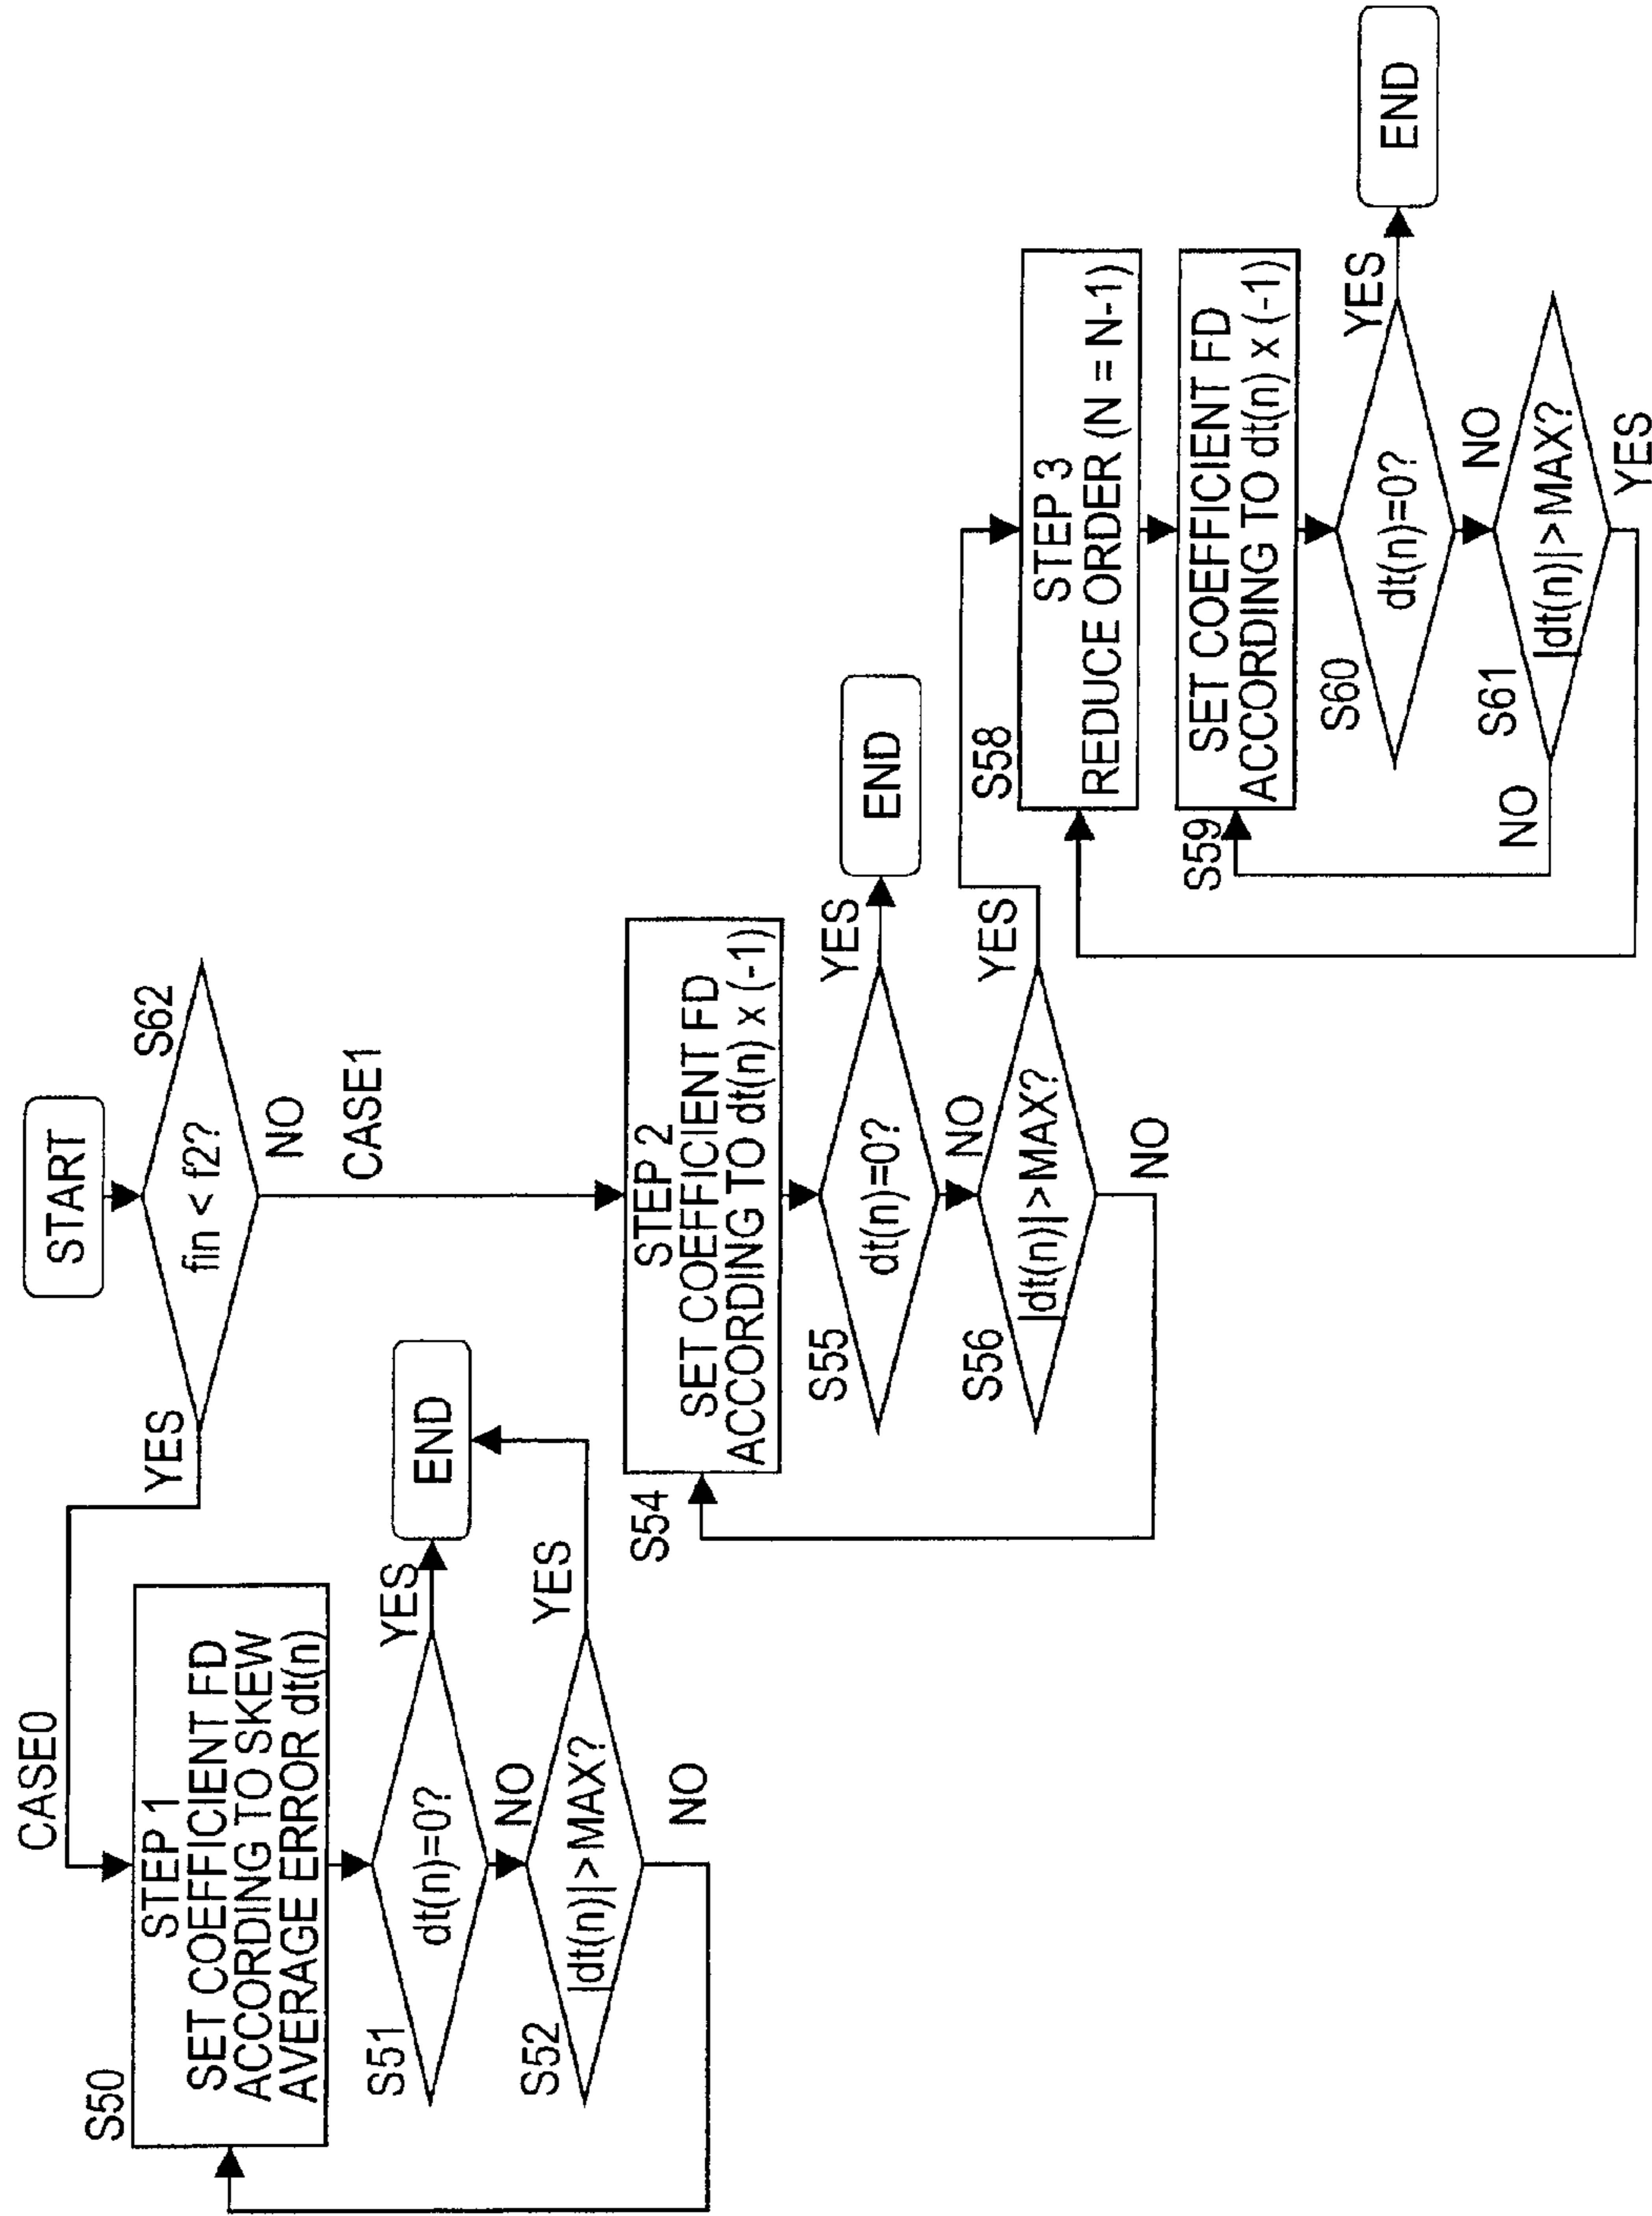 START
fin < f2?
S62
YES
NO
CASE0
CASE1
S50
STEP 1
SET COEFFICIENT FD
ACCORDING TO SKEW
AVERAGE ERROR dt(n)
S51
dt(n)=0?
YES
END
NO
S52
|dt(n)|>MAX?
YES
NO
S54
STEP 2
SET COEFFICIENT FD
ACCORDING TO dt(n) x (-1)
S55
dt(n)=0?
YES
END
NO
S56
|dt(n)|>MAX?
YES
NO
S58
STEP 3
REDUCE ORDER (N = N-1)
S59
SET COEFFICIENT FD
ACCORDING TO dt(n) x (-1)
S60
dt(n)=0?
YES
END
NO
S61
|dt(n)|>MAX?
NO
YES